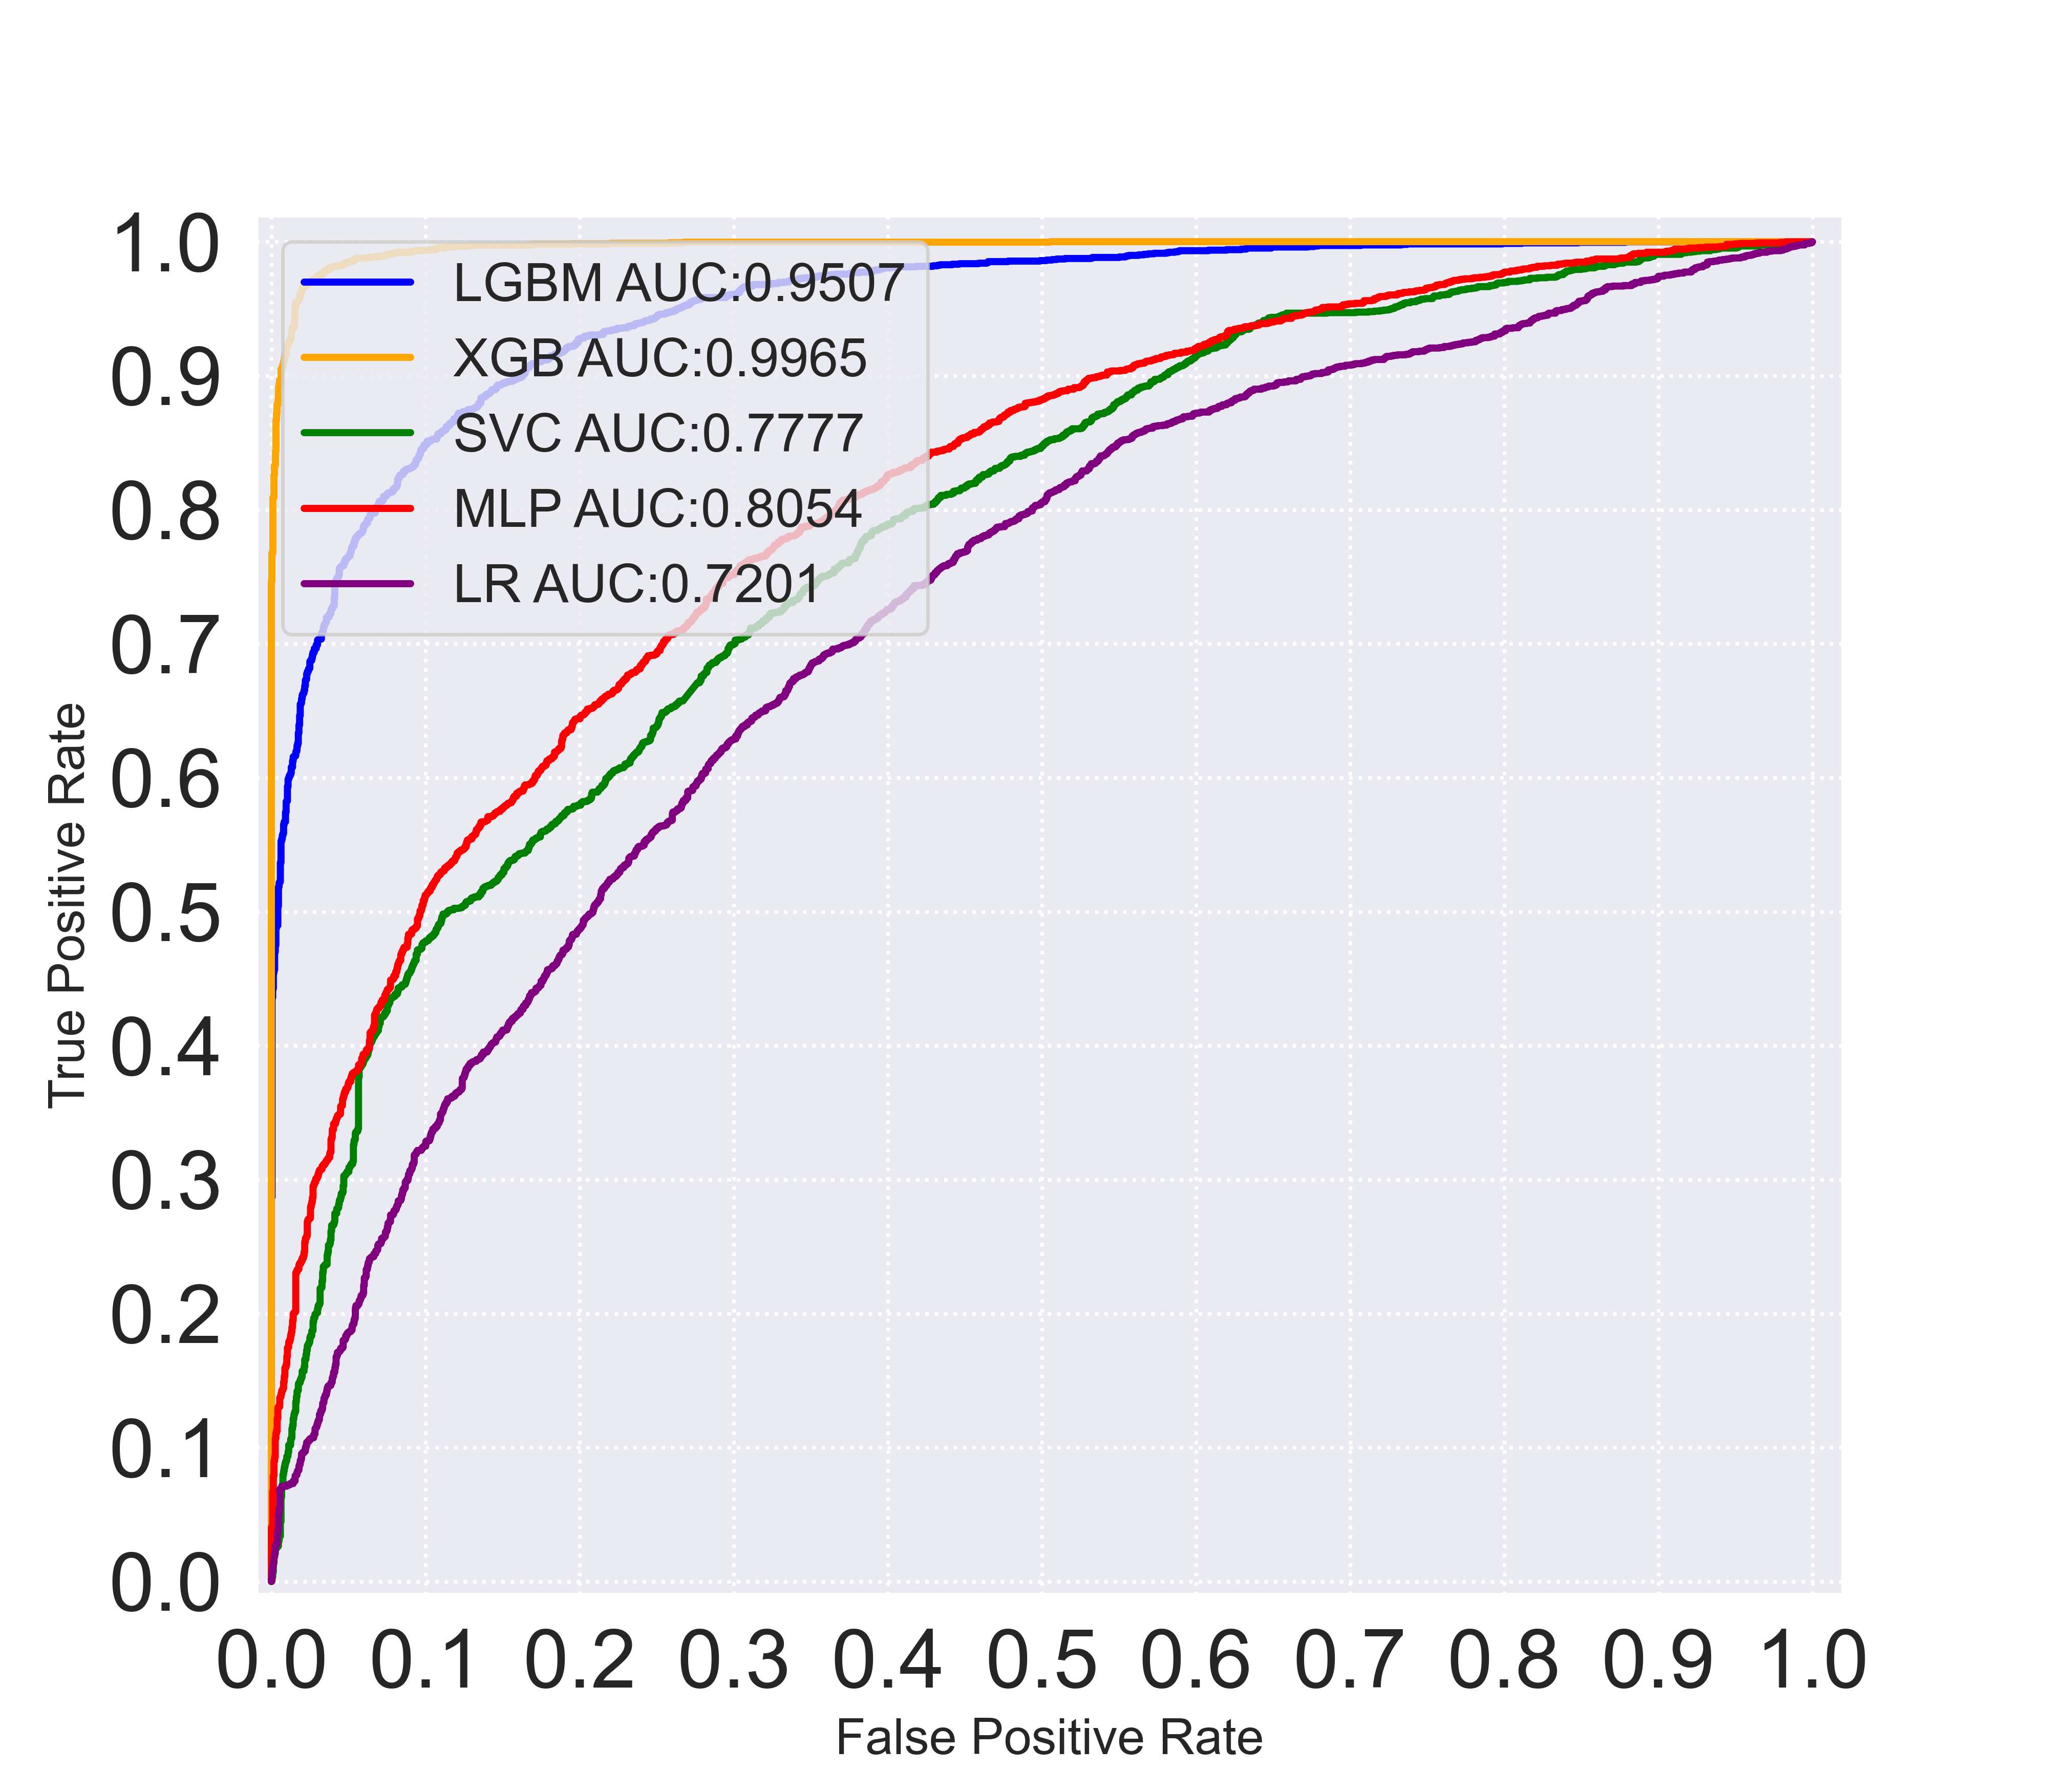 1.0
0.9
0.8
0.7
0.6
0.5
0.4
0.3
0.2
0.1
0.0
True Positive Rate
LGBM AUC:0.9507
XGB AUC:0.9965
SVC AUC:0.7777
MLP AUC:0.8054
LR AUC:0.7201
0.0 0.1 0.2 0.3 0.4 0.5 0.6 0.7 0.8 0.9 1.0
False Positive Rate